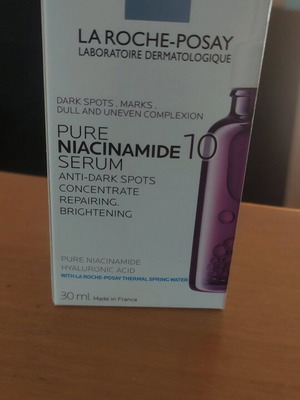 LA ROCHE-POSAY
LABORATOIRE DERMATOLOGIQUE
DARK SPOTS . MARKS .
DULL AND UNEVEN COMPLEXION
PURE
NIACINAMIDE 10
SERUM
ANTI-DARK SPOTS
CONCENTRATE
REPAIRING.
BRIGHTENING
PURE NIACINAMIDE
HYALURONIC ACID
WITH LA ROCHE-POSAY THERMAL SPRING WATER
30 ml Made in France